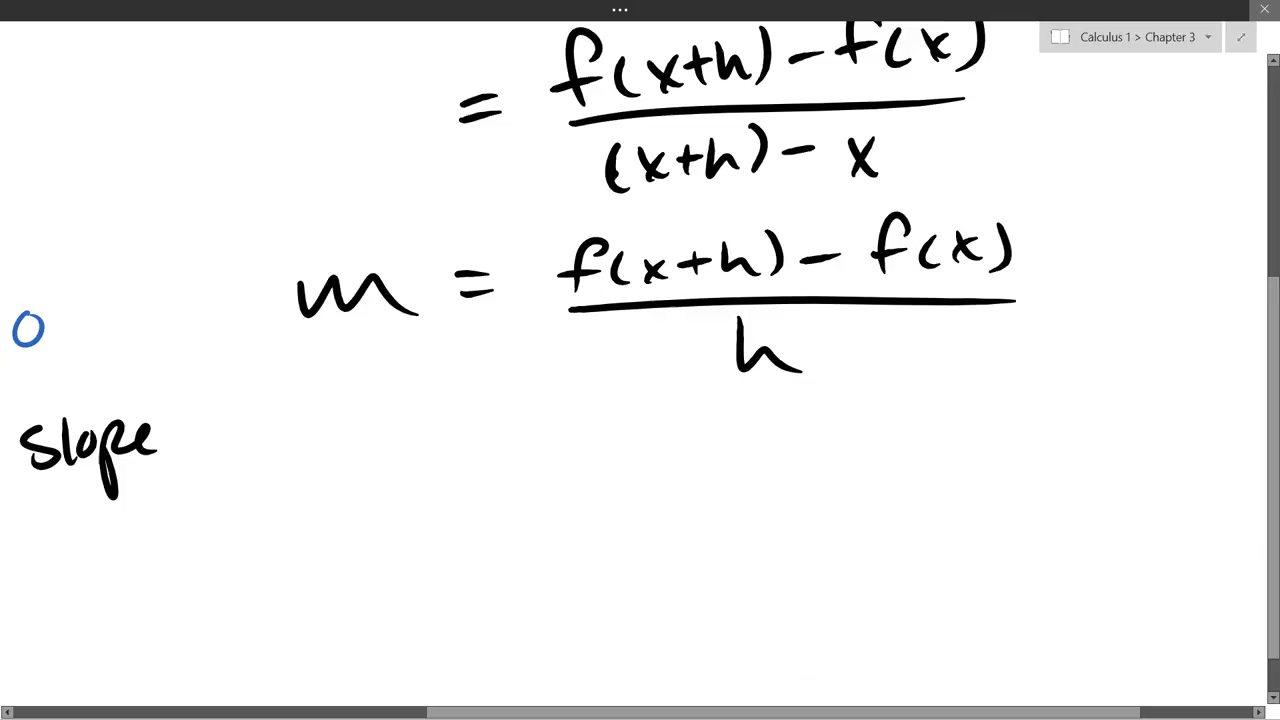 Calculus 1 > Chapter 3
= f(x+h) - f(x)
(x+h) - x
m = f(x+h) - f(x)
h
0
slope